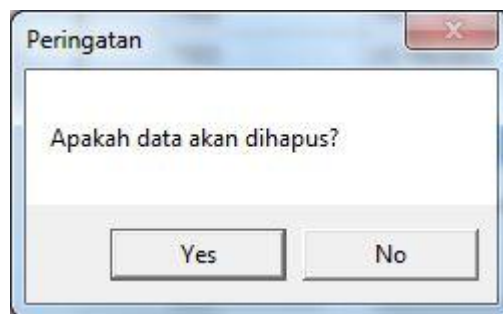 Peringatan
Apakah data akan dihapus?
Yes No